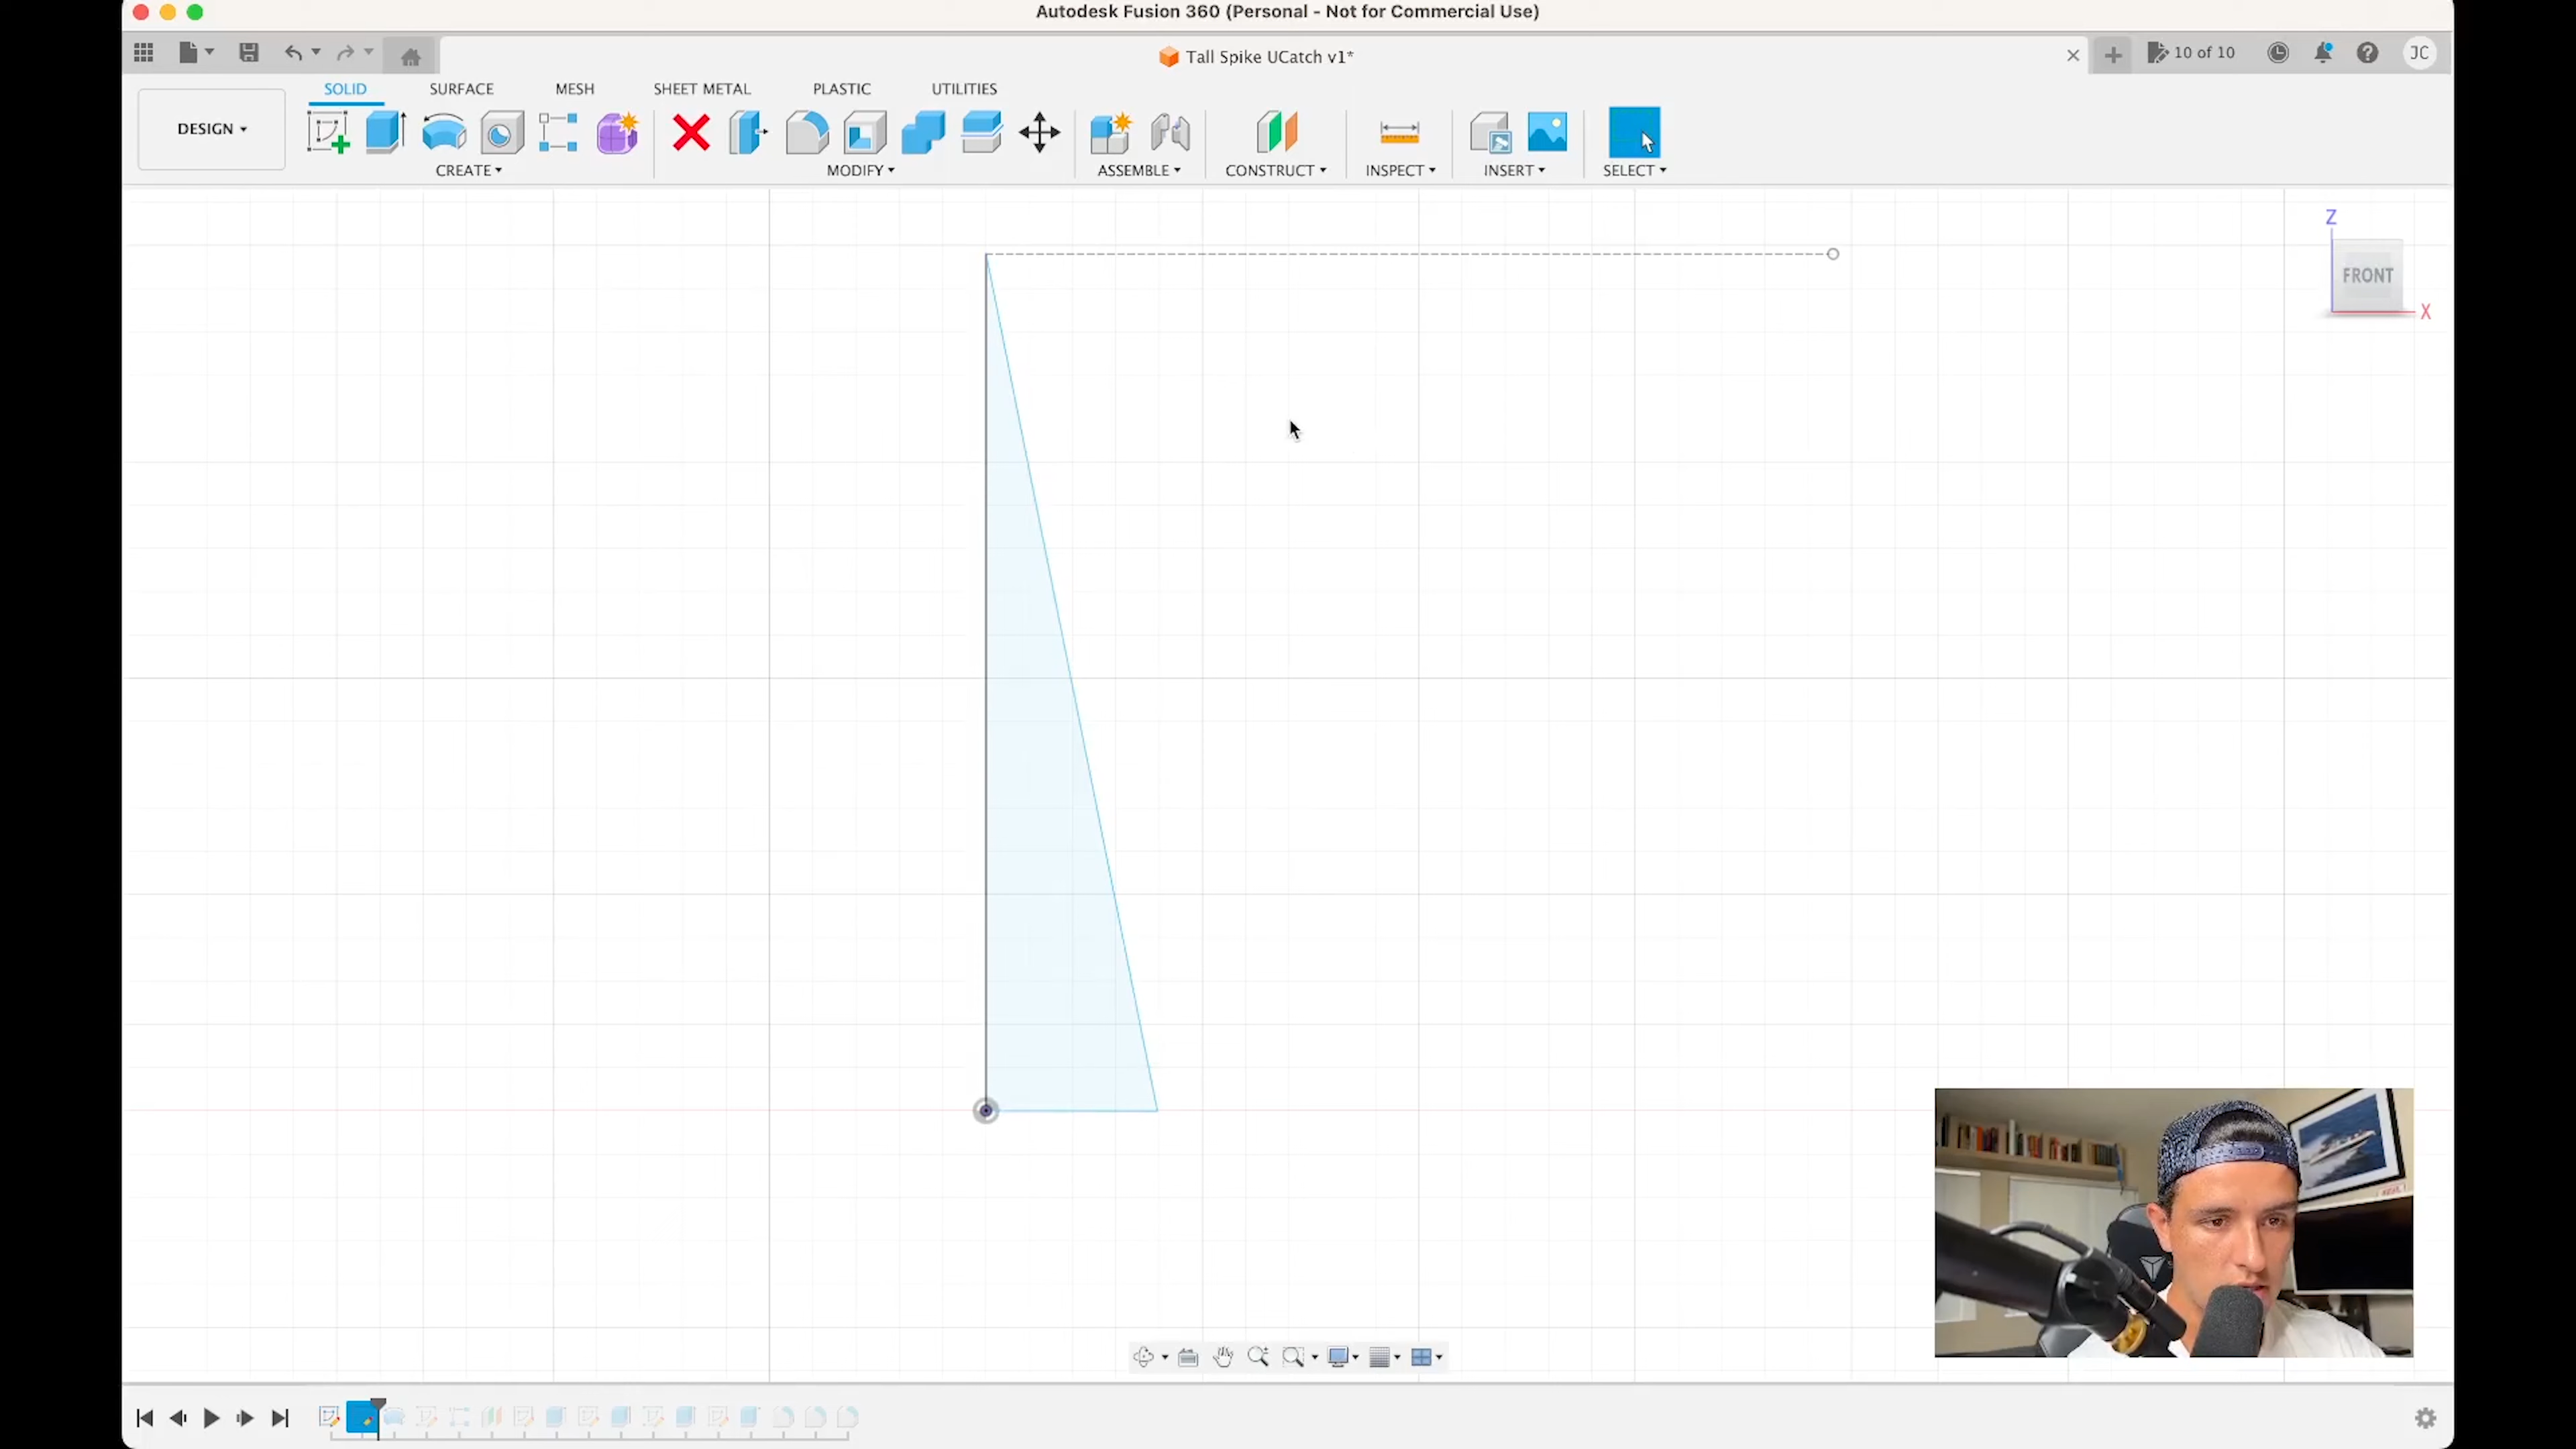 Autodesk Fusion 360 (Personal - Not for Commercial Use)
Tall Spike UCatch v1*
10 of 10
JC
DESIGN
SOLID
SURFACE
MESH
SHEET METAL
PLASTIC
UTILITIES
CREATE
MODIFY
ASSEMBLE
CONSTRUCT
INSPECT
INSERT
SELECT
Z
FRONT
X